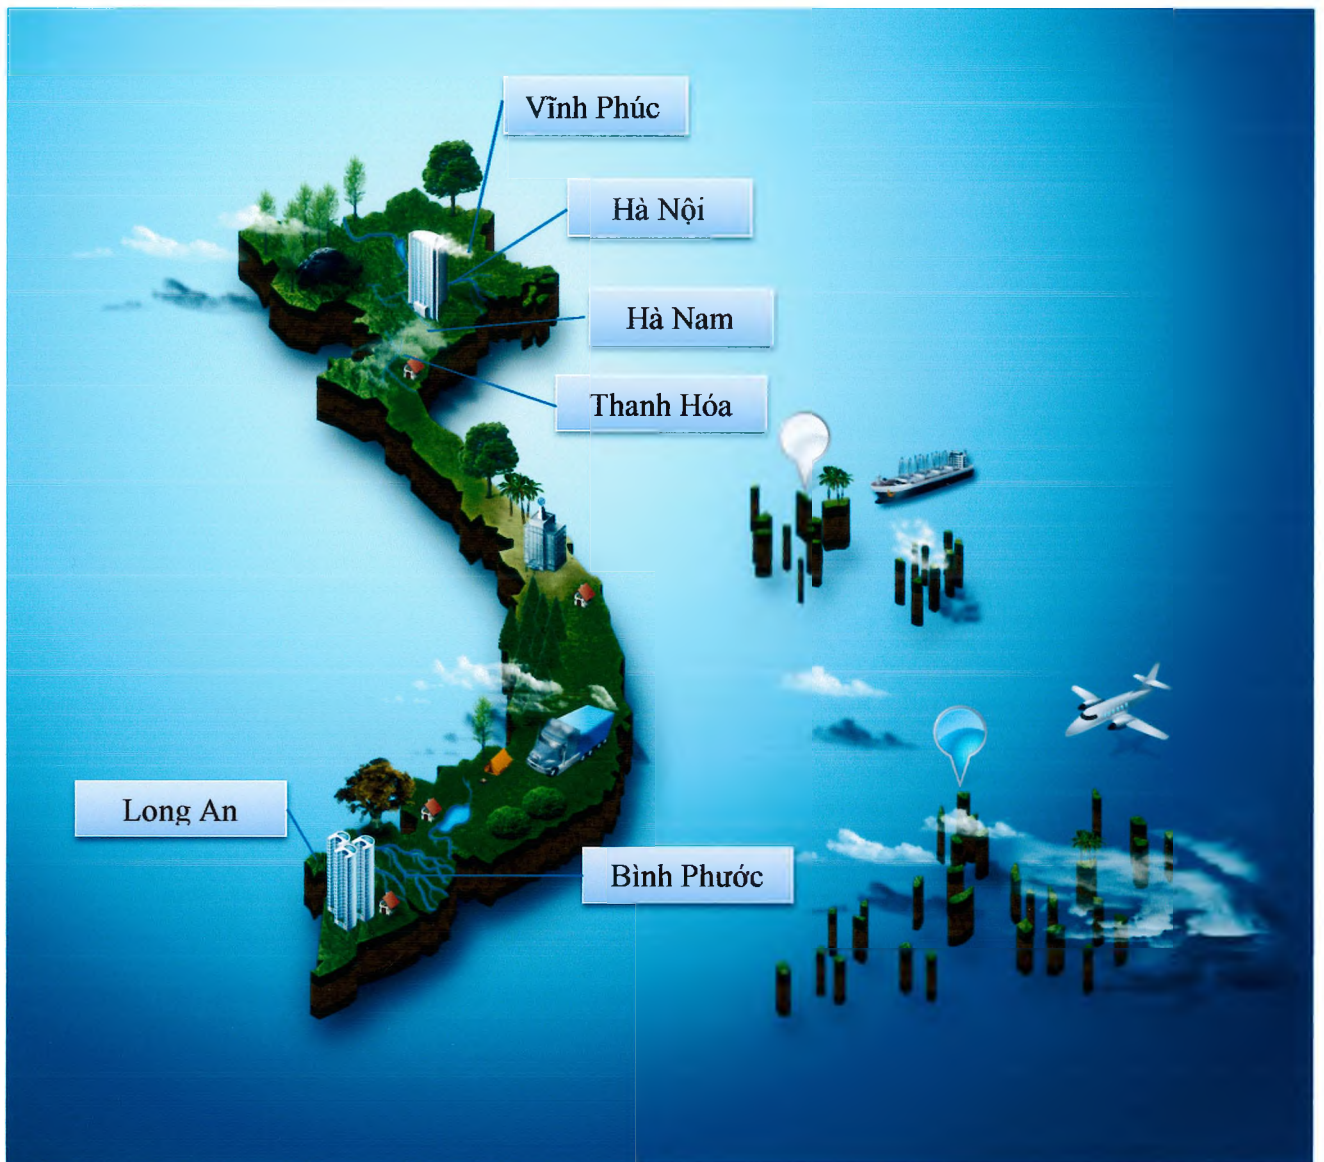 Vĩnh Phúc
Hà Nội
Hà Nam
Thanh Hóa
Long An
Bình Phước